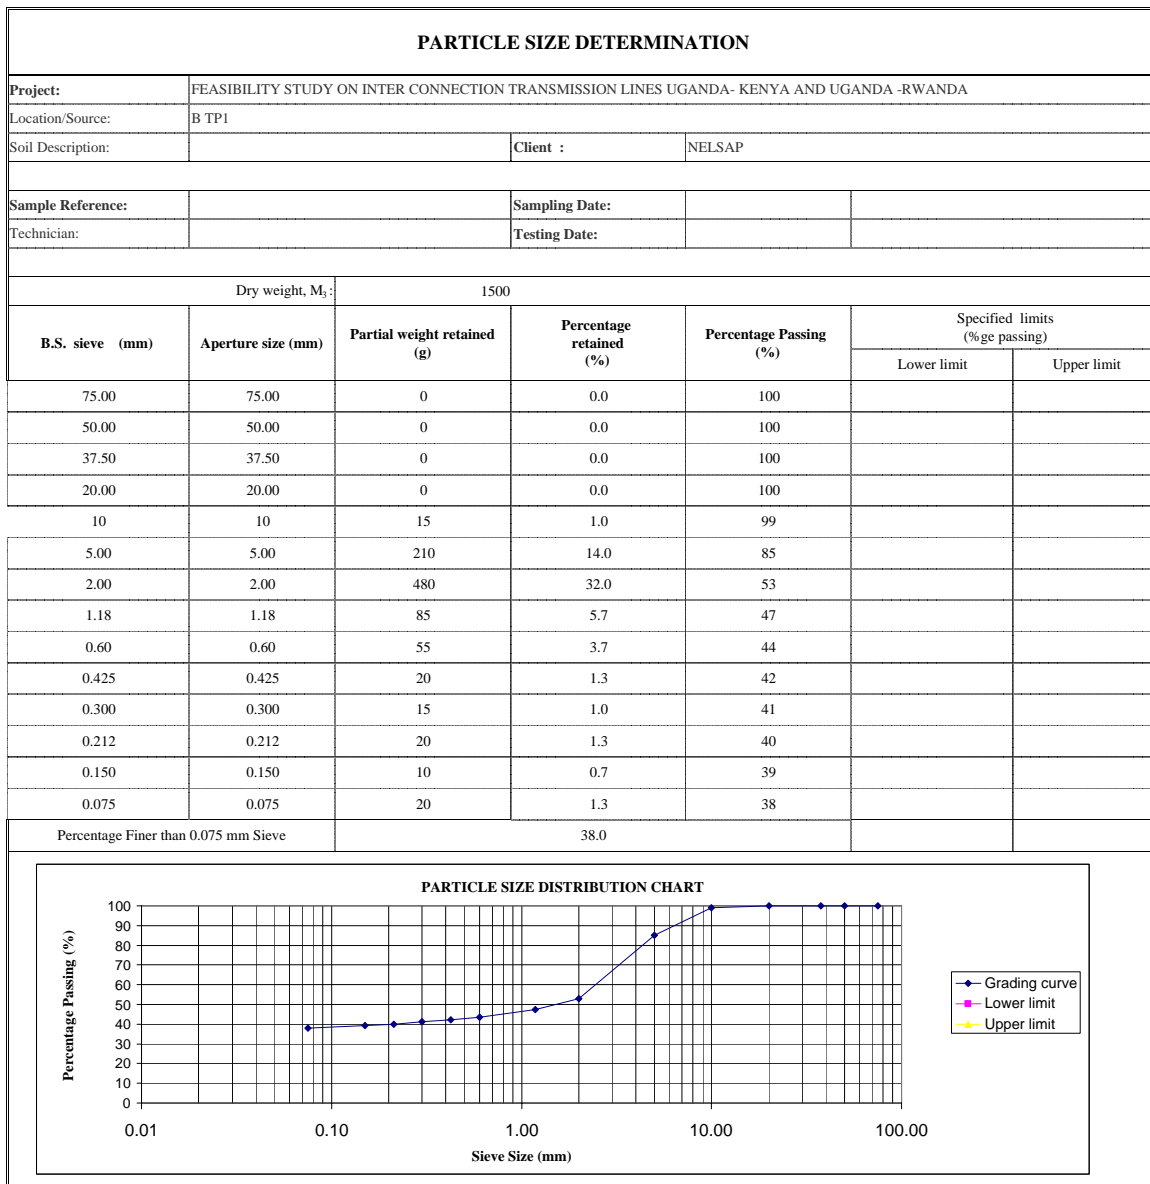 PARTICLE SIZE DETERMINATION
Project: FEASIBILITY STUDY ON INTER CONNECTION TRANSMISSION LINES UGANDA- KENYA AND UGANDA -RWANDA
Location/Source: B TP1
Soil Description: Client : NELSAP
Sample Reference: Sampling Date:
Technician: Testing Date:
Dry weight, M3: 1500
B.S. sieve (mm) Aperture size (mm) Partial weight retained (g) Percentage retained (%) Percentage Passing (%) Specified limits (%ge passing)
Lower limit Upper limit
75.00 75.00 0 0.0 100
50.00 50.00 0 0.0 100
37.50 37.50 0 0.0 100
20.00 20.00 0 0.0 100
10 10 15 1.0 99
5.00 5.00 210 14.0 85
2.00 2.00 480 32.0 53
1.18 1.18 85 5.7 47
0.60 0.60 55 3.7 44
0.425 0.425 20 1.3 42
0.300 0.300 15 1.0 41
0.212 0.212 20 1.3 40
0.150 0.150 10 0.7 39
0.075 0.075 20 1.3 38
Percentage Finer than 0.075 mm Sieve 38.0
PARTICLE SIZE DISTRIBUTION CHART
Percentage Passing (%)
100
90
80
70
60
50
40
30
20
10
0
0.01 0.10 1.00 10.00 100.00
Sieve Size (mm)
Grading curve
Lower limit
Upper limit